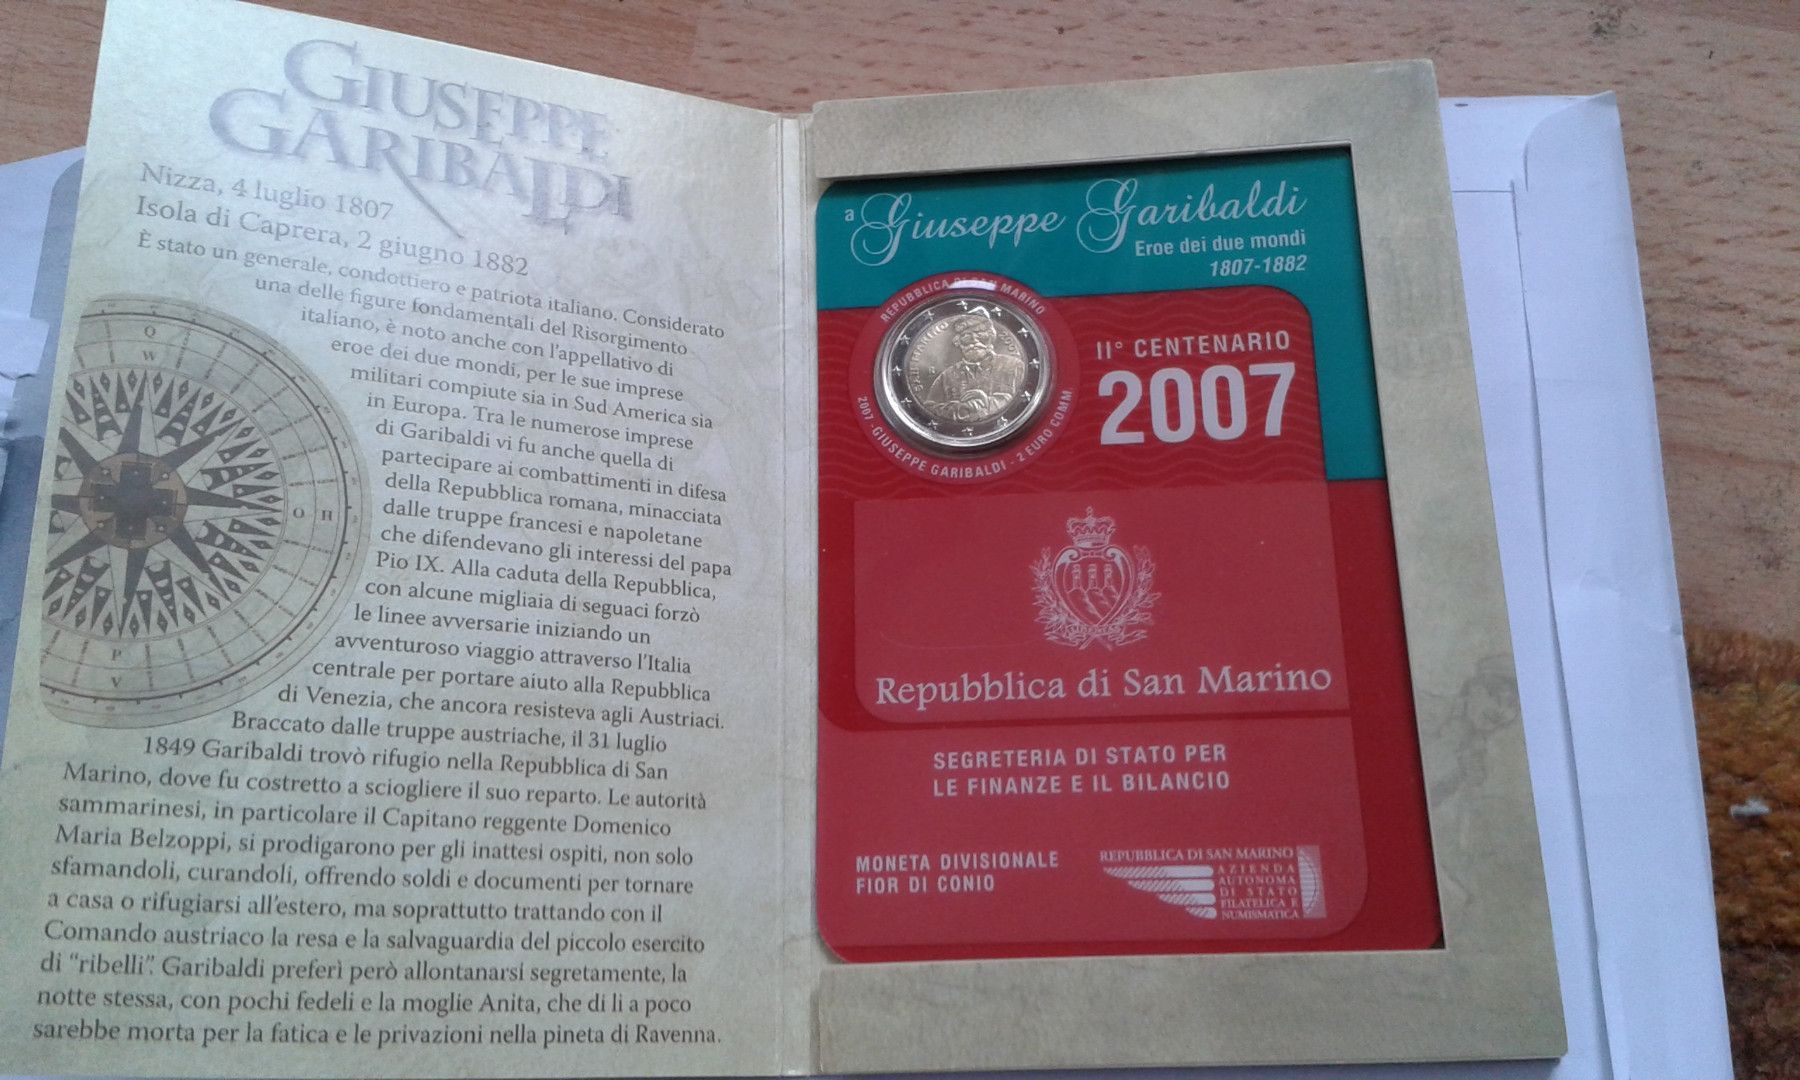 GIUSEPPE
GARIBALDI
Nizza, 4 luglio 1807
Isola di Caprera, 2 giugno 1882
È stato un generale, condottiero e patriota italiano. Considerato
una delle figure fondamentali del Risorgimento
italiano, è noto anche con l'appellativo di
eroe dei due mondi, per le sue imprese
militari compiute sia in Sud America sia
in Europa. Tra le numerose imprese
di Garibaldi vi fu anche quella di
partecipare ai combattimenti in difesa
della Repubblica romana, minacciata
dalle truppe francesi e napoletane
che difendevano gli interessi del papa
Pio IX. Alla caduta della Repubblica,
con alcune migliaia di seguaci forzò
le linee avversarie iniziando un
avventuroso viaggio attraverso l'Italia
centrale per portare aiuto alla Repubblica
di Venezia, che ancora resisteva agli Austriaci.
Braccato dalle truppe austriache, il 31 luglio
1849 Garibaldi trovò rifugio nella Repubblica di San
Marino, dove fu costretto a sciogliere il suo reparto. Le autorità
sammarinesi, in particolare il Capitano reggente Domenico
Maria Belzoppi, si prodigarono per gli inattesi ospiti, non solo
sfamandoli, curandoli, offrendo soldi e documenti per tornare
a casa o rifugiarsi all'estero, ma soprattutto trattando con il
Comando austriaco la resa e la salvaguardia del piccolo esercito
di "ribelli". Garibaldi preferì però allontanarsi segretamente, la
notte stessa, con pochi fedeli e la moglie Anita, che di lì a poco
sarebbe morta per la fatica e le privazioni nella pineta di Ravenna.
Q
W
O H
P
V
a Giuseppe Garibaldi
Eroe dei due mondi
1807-1882
REPUBBLICA DI SAN MARINO
SAN MARINO 2007
2007 - GIUSEPPE GARIBALDI - 2 EURO COMM
II° CENTENARIO
2007
Repubblica di San Marino
SEGRETERIA DI STATO PER
LE FINANZE E IL BILANCIO
MONETA DIVISIONALE
FIOR DI CONIO
REPUBBLICA DI SAN MARINO
AZIENDA
AUTONOMA
DI STATO
FILATELICA E
NUMISMATICA